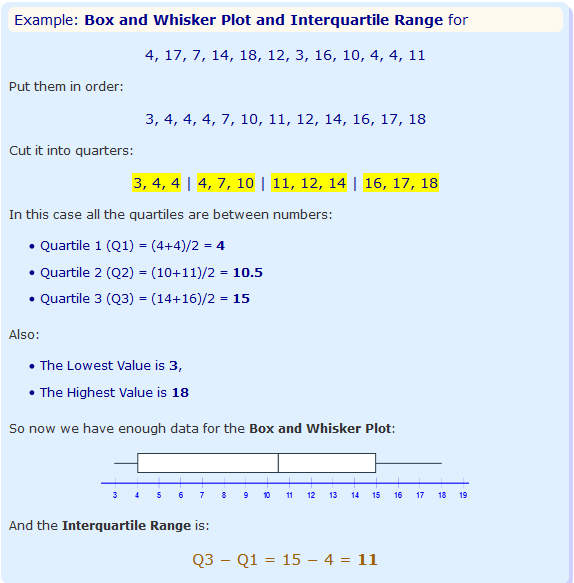 Example: Box and Whisker Plot and Interquartile Range for
4, 17, 7, 14, 18, 12, 3, 16, 10, 4, 4, 11
Put them in order:
3, 4, 4, 4, 7, 10, 11, 12, 14, 16, 17, 18
Cut it into quarters:
3, 4, 4 | 4, 7, 10 | 11, 12, 14 | 16, 17, 18
In this case all the quartiles are between numbers:
• Quartile 1 (Q1) = (4+4)/2 = 4
• Quartile 2 (Q2) = (10+11)/2 = 10.5
• Quartile 3 (Q3) = (14+16)/2 = 15
Also:
• The Lowest Value is 3,
• The Highest Value is 18
So now we have enough data for the Box and Whisker Plot:
3 4 5 6 7 8 9 10 11 12 13 14 15 16 17 18 19
And the Interquartile Range is:
Q3 − Q1 = 15 − 4 = 11